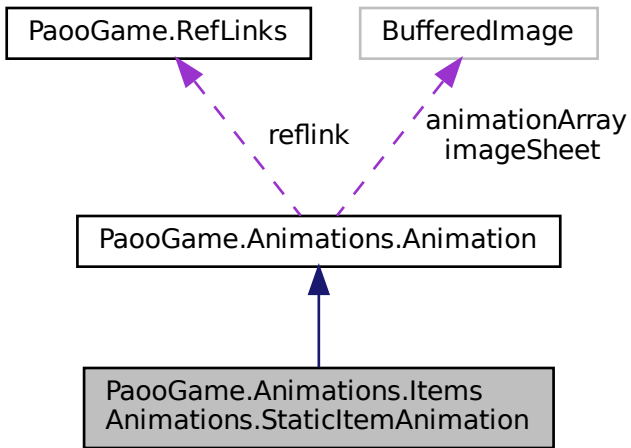 PaooGame.RefLinks
BufferedImage
reflink
animationArray
imageSheet
PaooGame.Animations.Animation
PaooGame.Animations.Items
Animations.StaticItemAnimation